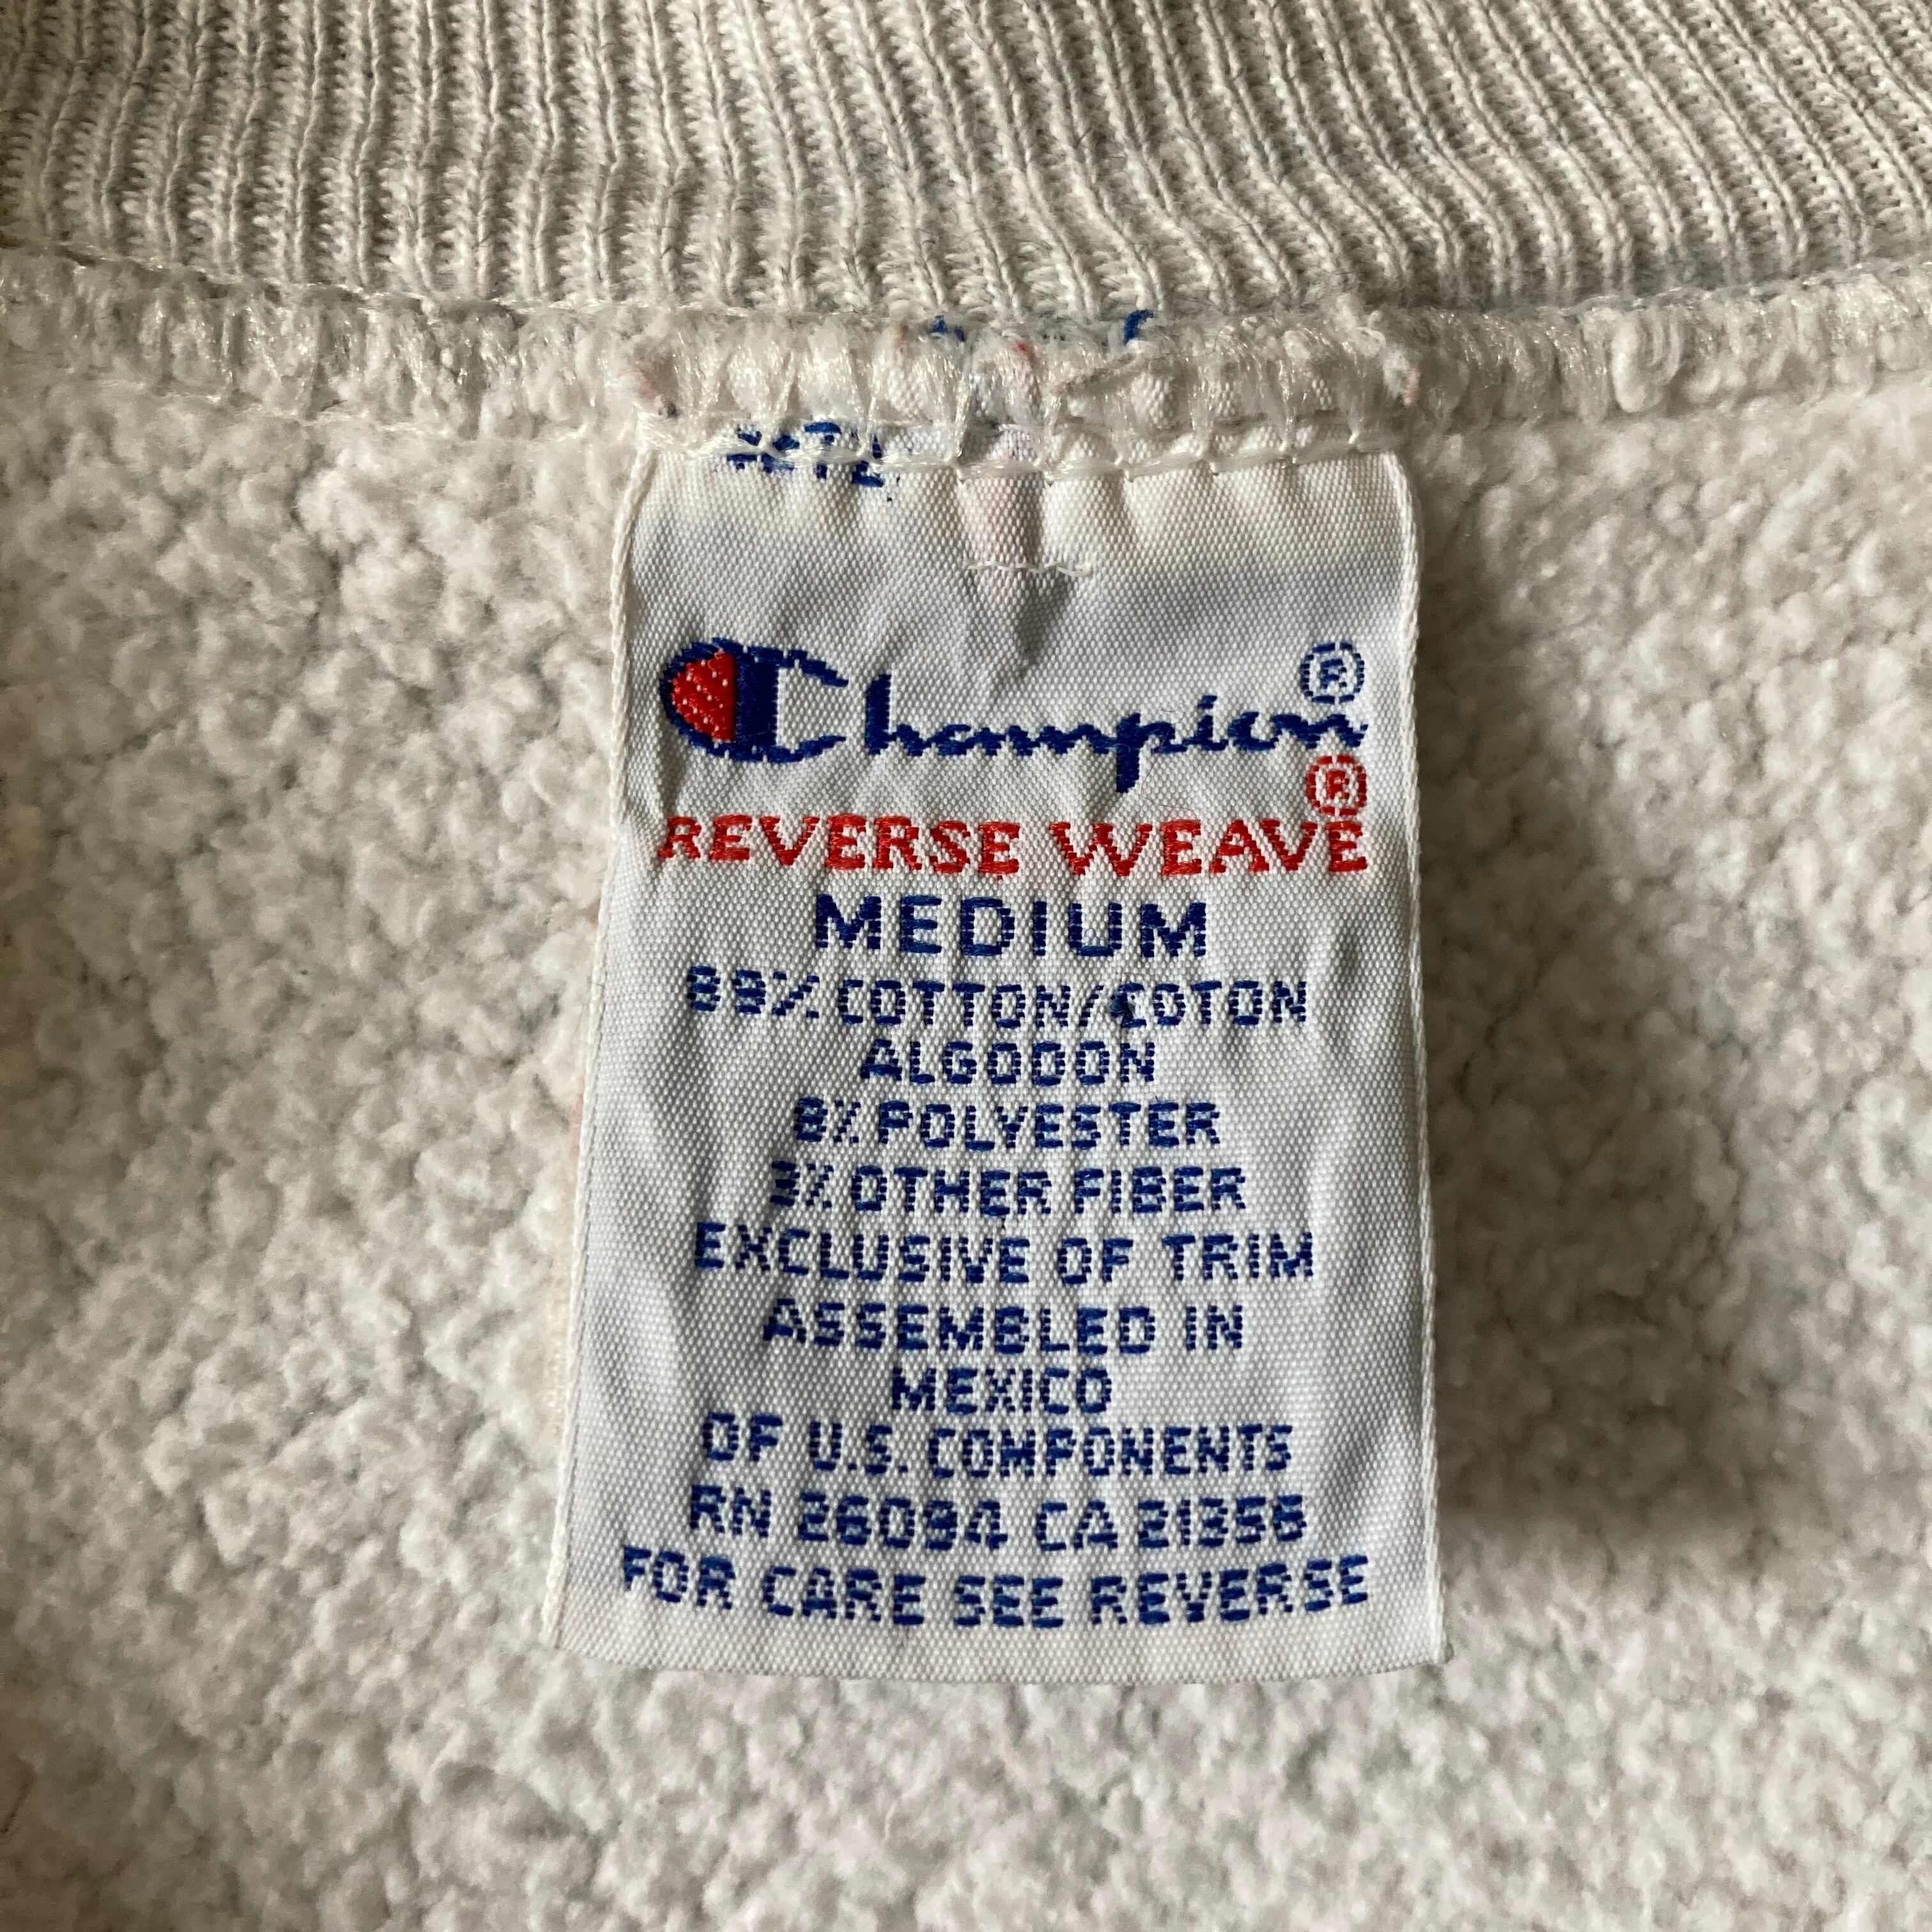 Champion®
REVERSE WEAVE®
MEDIUM
89% COTTON/COTON
ALGODON
8% POLYESTER
3% OTHER FIBER
EXCLUSIVE OF TRIM
ASSEMBLED IN
MEXICO
OF U.S. COMPONENTS
RN 26094 CA 21356
FOR CARE SEE REVERSE